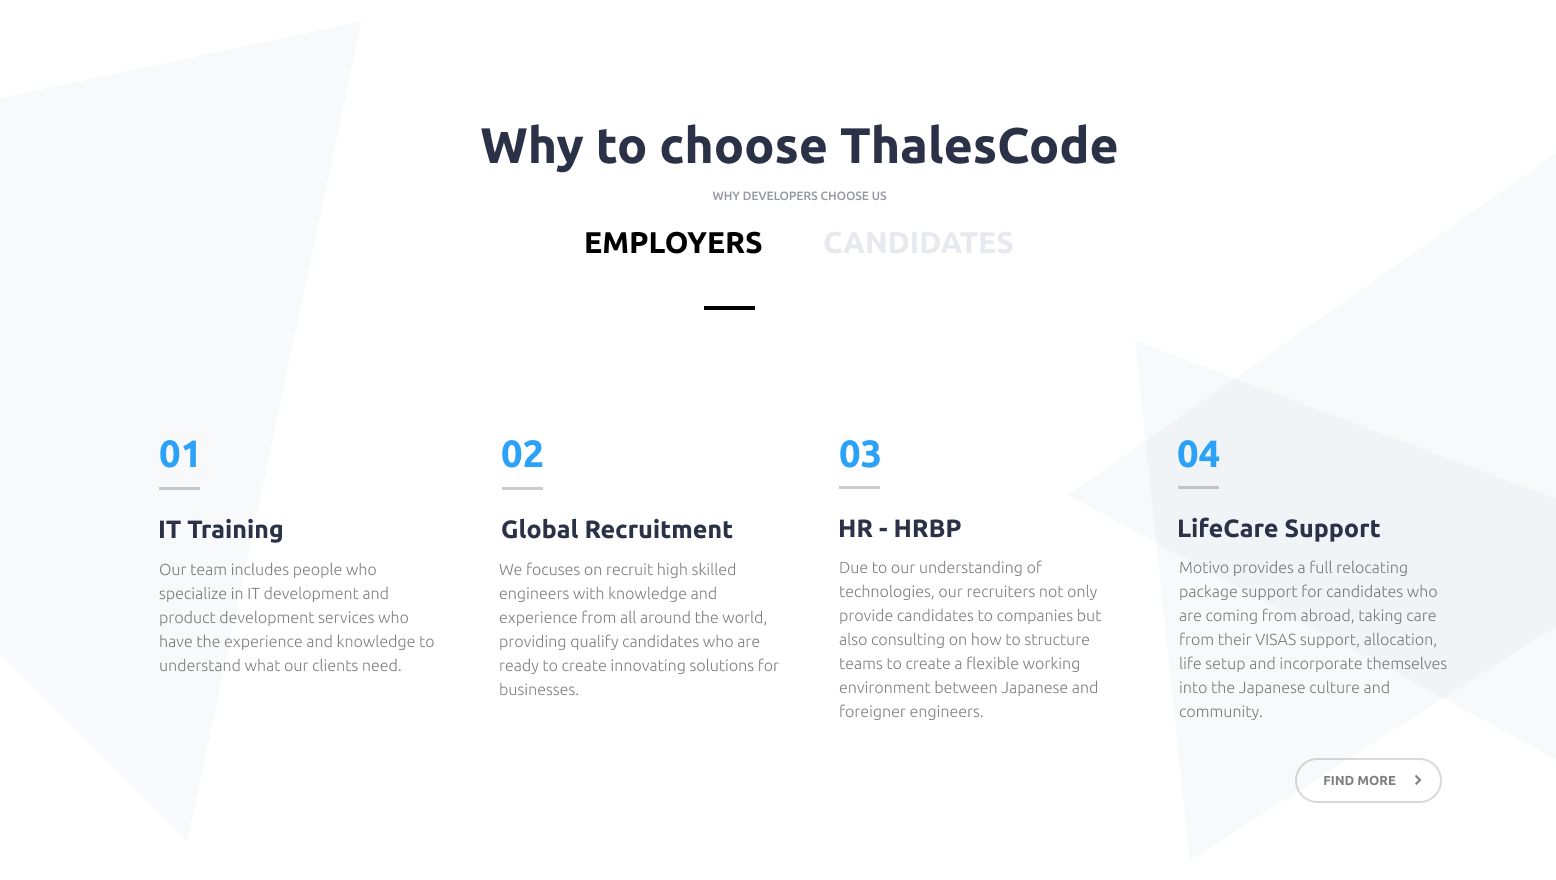 Why to choose ThalesCode
WHY DEVELOPERS CHOOSE US
EMPLOYERS
CANDIDATES
01
IT Training
Our team includes people who
specialize in IT development and
product development services who
have the experience and knowledge to
understand what our clients need.
02
Global Recruitment
We focuses on recruit high skilled
engineers with knowledge and
experience from all around the world,
providing qualify candidates who are
ready to create innovating solutions for
businesses.
03
HR - HRBP
Due to our understanding of
technologies, our recruiters not only
provide candidates to companies but
also consulting on how to structure
teams to create a flexible working
environment between Japanese and
foreigner engineers.
04
LifeCare Support
Motivo provides a full relocating
package support for candidates who
are coming from abroad, taking care
from their VISAS support, allocation,
life setup and incorporate themselves
into the Japanese culture and
community.
FIND MORE